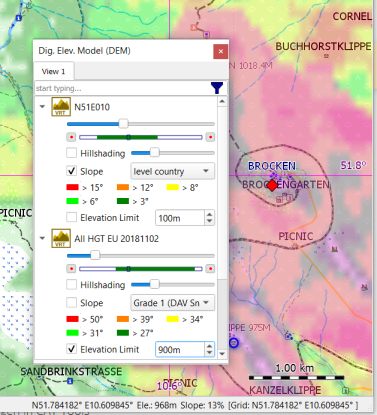 CORNEL
BUCHHORSTKLIPPE
1018.4M
Dig. Elev. Model (DEM)
View 1
start typing...
VRT
N51E010
Hillshading
Slope
level country
> 15°
> 12°
> 8°
> 6°
> 3°
Elevation Limit
100m
VRT
All HGT EU 20181102
Hillshading
Slope
Grade 1 (DAV Sn
> 50°
> 39°
> 34°
> 31°
> 27°
Elevation Limit
900m
51.8°
BROCKEN
BROCKENGARTEN
PICNIC
PICNIC
975M
1.00 km
SANDBRINKSTRASSE
10.6°
KANZELKLIPPE
N51.784182° E10.609845° Ele.: 968m Slope: 13% [Grid: N51.784182° E10.609845° ]